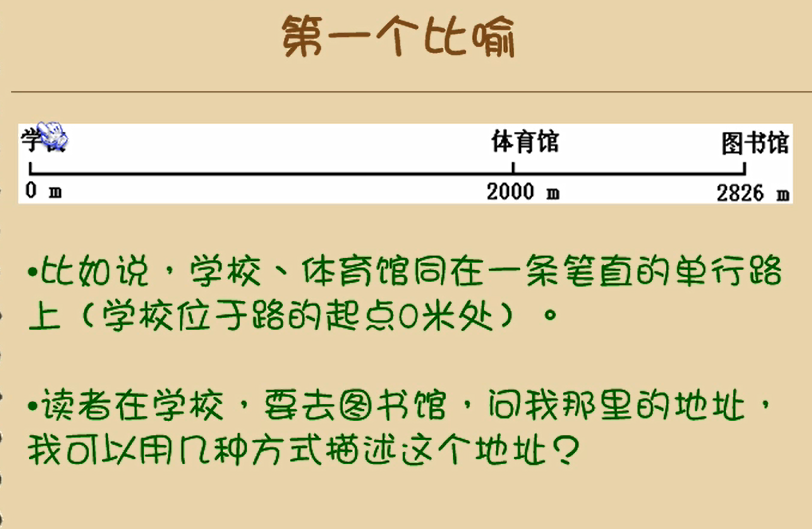 第一个比喻
学校 体育馆 图书馆
0 m 2000 m 2826 m
•比如说，学校、体育馆同在一条笔直的单行路
上（学校位于路的起点0米处）。
•读者在学校，要去图书馆，问我那里的地址，
我可以用几种方式描述这个地址？